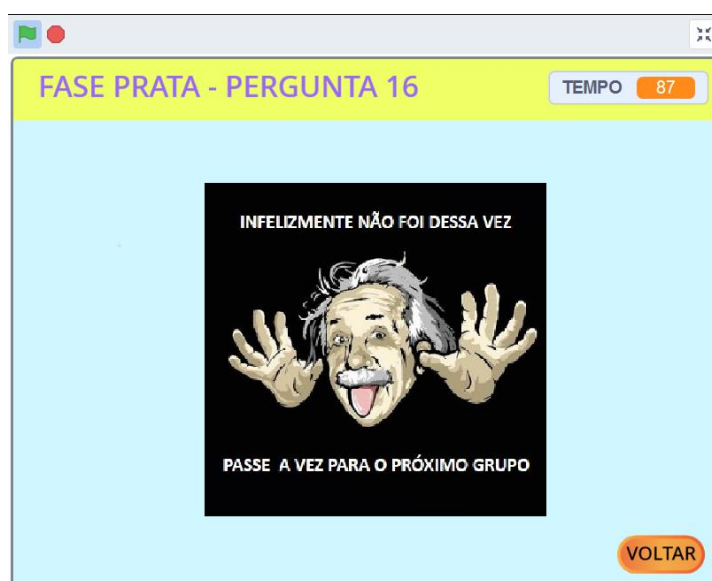 FASE PRATA - PERGUNTA 16
TEMPO 87
INFELIZMENTE NÃO FOI DESSA VEZ
PASSE A VEZ PARA O PRÓXIMO GRUPO
VOLTAR